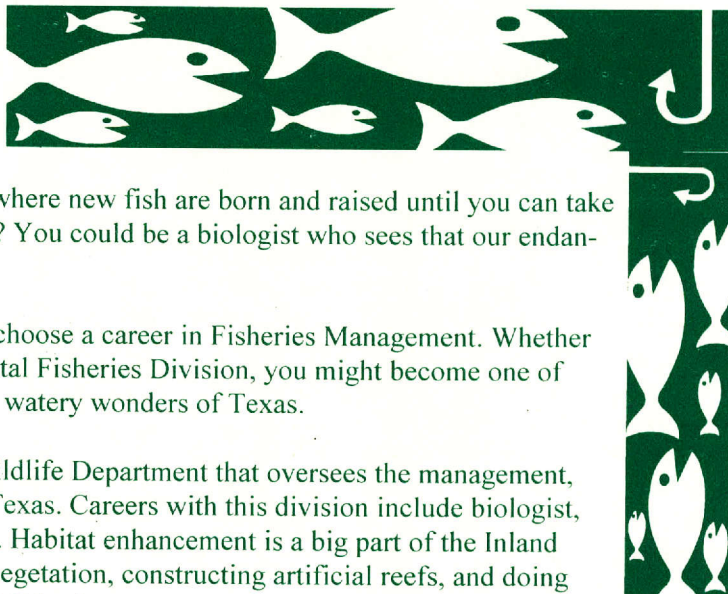 where new fish are born and raised until you can take
? You could be a biologist who sees that our endan-
choose a career in Fisheries Management. Whether
tal Fisheries Division, you might become one of
watery wonders of Texas.
ildlife Department that oversees the management,
Texas. Careers with this division include biologist,
. Habitat enhancement is a big part of the Inland
egetation, constructing artificial reefs, and doing